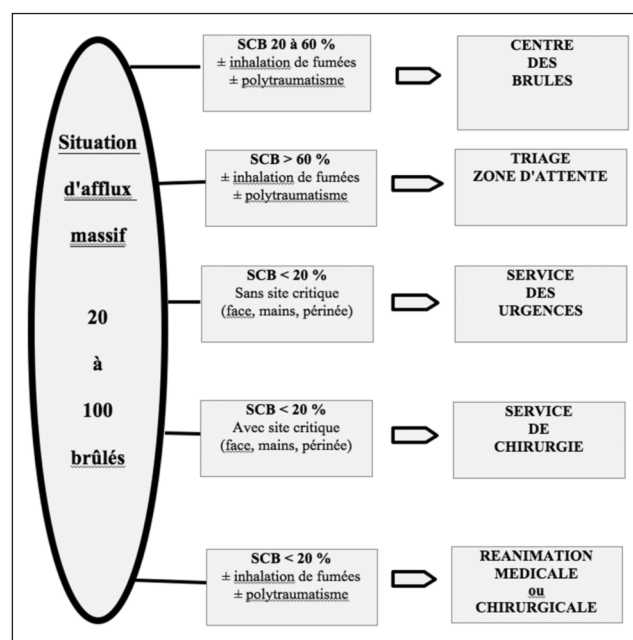 Situation
d'afflux
massif
20
à
100
brûlés
SCB 20 à 60 %
± inhalation de fumées
± polytraumatisme
CENTRE
DES
BRULES
SCB > 60 %
± inhalation de fumées
± polytraumatisme
TRIAGE
ZONE D'ATTENTE
SCB < 20 %
Sans site critique
(face, mains, périnée)
SERVICE
DES
URGENCES
SCB < 20 %
Avec site critique
(face, mains, périnée)
SERVICE
DE
CHIRURGIE
SCB < 20 %
± inhalation de fumées
± polytraumatisme
REANIMATION
MEDICALE
ou
CHIRURGICALE